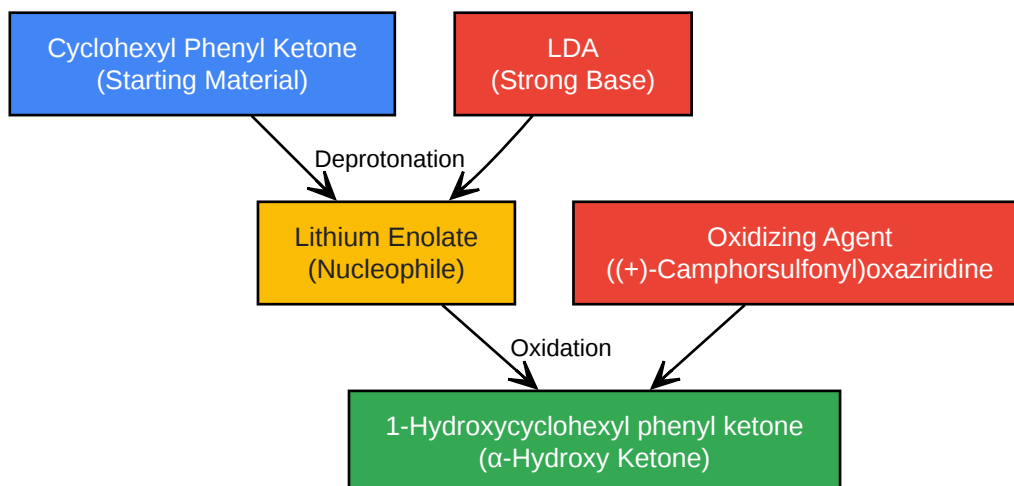 Cyclohexyl Phenyl Ketone
(Starting Material)
LDA
(Strong Base)
Deprotonation
Lithium Enolate
(Nucleophile)
Oxidizing Agent
((+)-Camphorsulfonyl)oxaziridine
Oxidation
1-Hydroxycyclohexyl phenyl ketone
(α-Hydroxy Ketone)